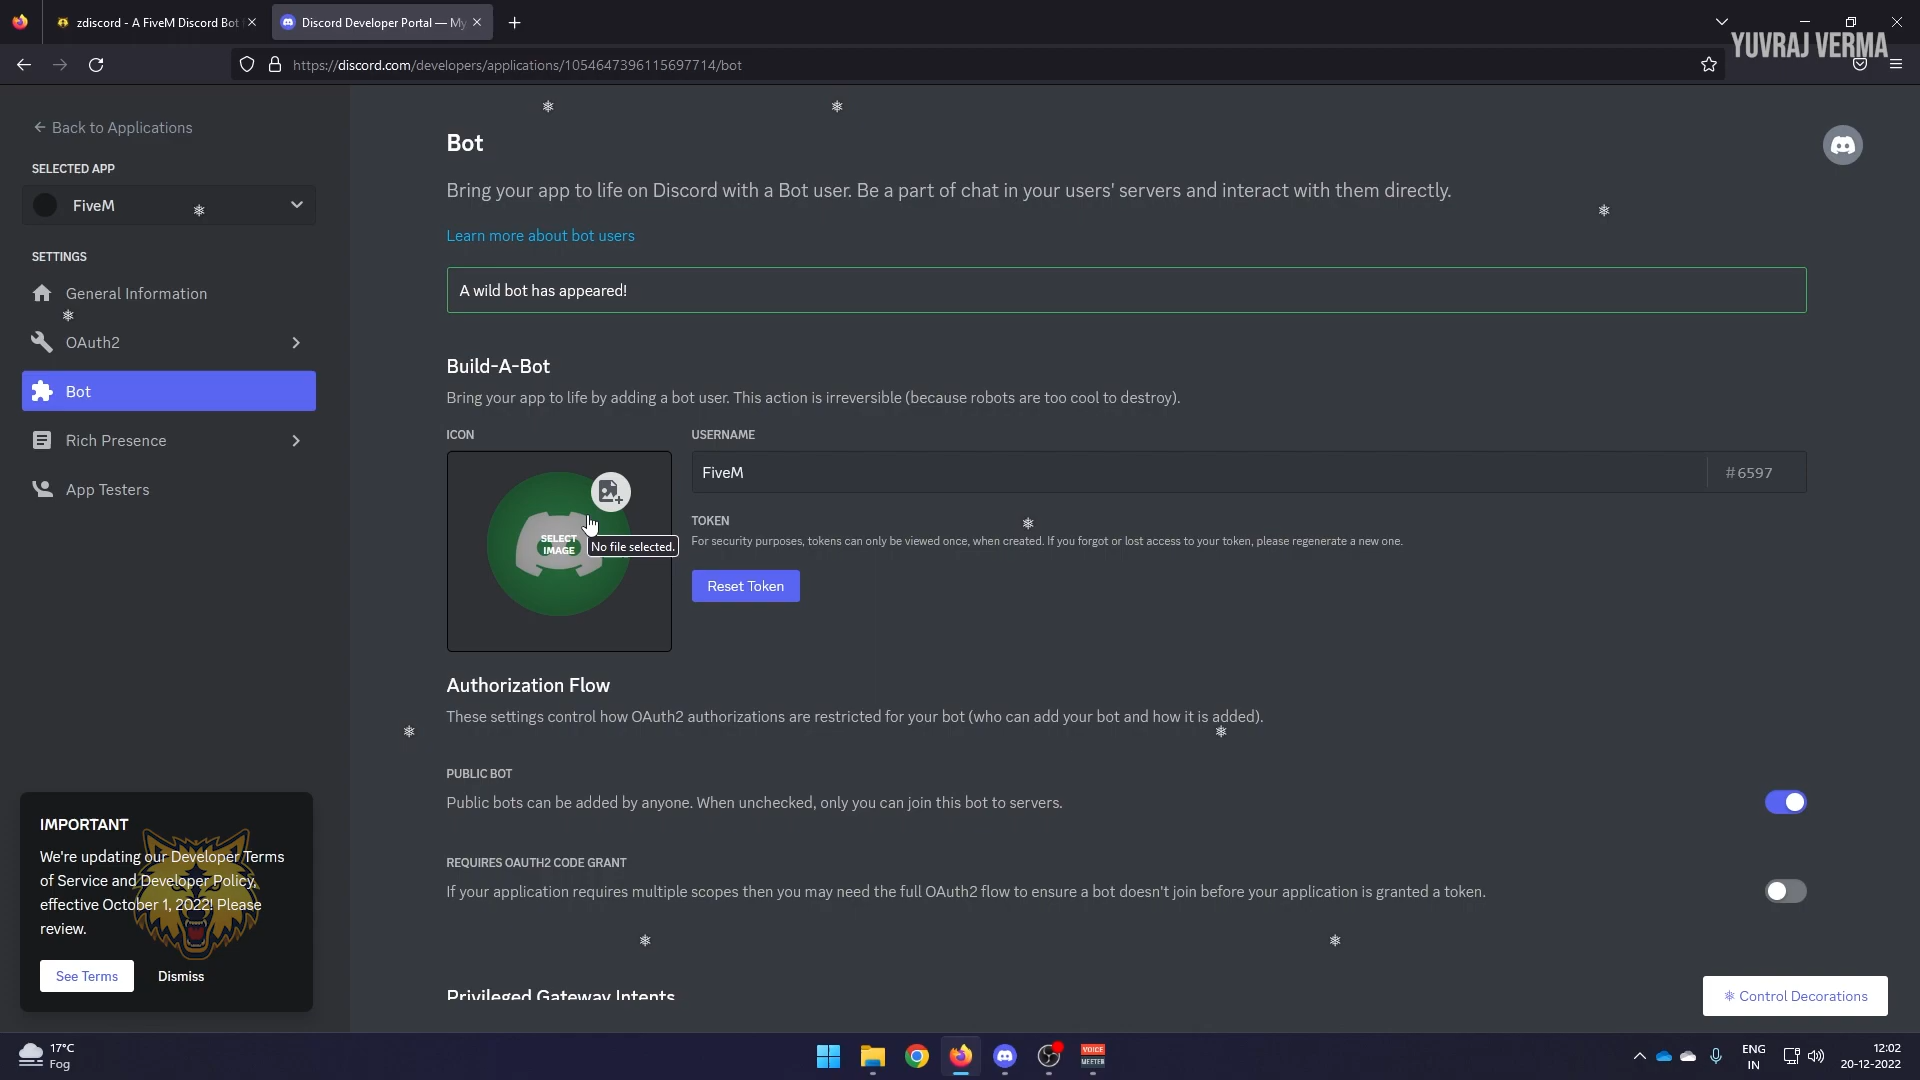 zdiscord - A FiveM Discord Bot
Discord Developer Portal — My
YUVRAJ VERMA
https://discord.com/developers/applications/1054647396115697714/bot
Back to Applications
SELECTED APP
FiveM
SETTINGS
General Information
OAuth2
Bot
Rich Presence
App Testers
Bot
Bring your app to life on Discord with a Bot user. Be a part of chat in your users' servers and interact with them directly.
Learn more about bot users
A wild bot has appeared!
Build-A-Bot
Bring your app to life by adding a bot user. This action is irreversible (because robots are too cool to destroy).
ICON
SELECT
IMAGE
No file selected.
USERNAME
FiveM
#6597
TOKEN
For security purposes, tokens can only be viewed once, when created. If you forgot or lost access to your token, please regenerate a new one.
Reset Token
Authorization Flow
These settings control how OAuth2 authorizations are restricted for your bot (who can add your bot and how it is added).
PUBLIC BOT
Public bots can be added by anyone. When unchecked, only you can join this bot to servers.
REQUIRES OAUTH2 CODE GRANT
If your application requires multiple scopes then you may need the full OAuth2 flow to ensure a bot doesn't join before your application is granted a token.
Privileged Gateway Intents
Control Decorations
IMPORTANT
We're updating our Developer Terms
of Service and Developer Policy,
effective October 1, 2022! Please
review.
See Terms
Dismiss
17°C
Fog
VOICE
MEETER
ENG
IN
12:02
20-12-2022